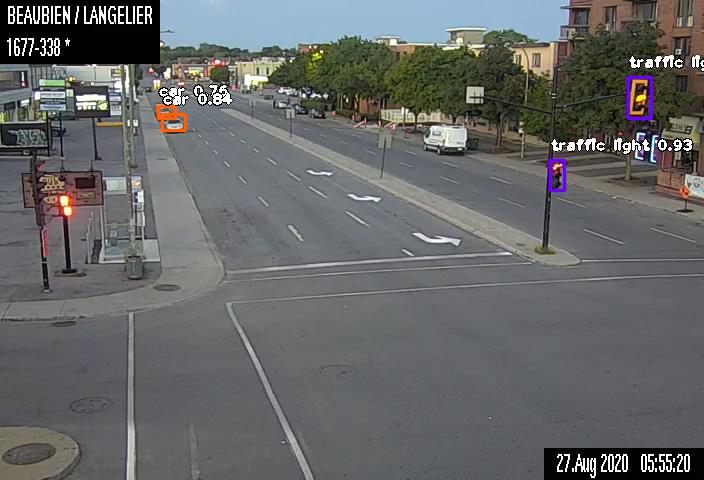 BEAUBIEN / LANGELIER
1677-338 *
car 0.76
car 0.84
traffic lig
traffic light 0.93
27.Aug 2020 05:55:20